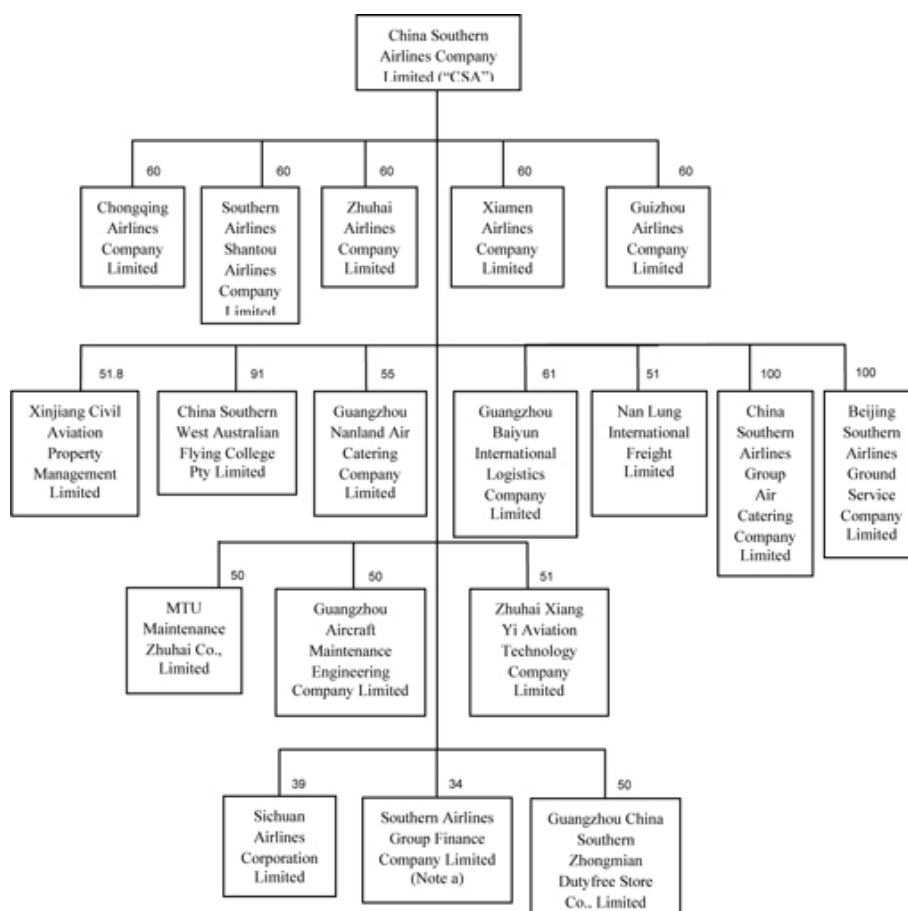 China Southern
Airlines Company
Limited (“CSA”)
60
60
60
60
60
Chongqing
Airlines
Company
Limited
Southern
Airlines
Shantou
Airlines
Company
Limited
Zhuhai
Airlines
Company
Limited
Xiamen
Airlines
Company
Limited
Guizhou
Airlines
Company
Limited
51.8
91
55
61
51
100
100
Xinjiang Civil
Aviation
Property
Management
Limited
China Southern
West Australian
Flying College
Pty Limited
Guangzhou
Nanland Air
Catering
Company
Limited
Guangzhou
Baiyun
International
Logistics
Company
Limited
Nan Lung
International
Freight
Limited
China
Southern
Airlines
Group
Air
Catering
Company
Limited
Beijing
Southern
Airlines
Ground
Service
Company
Limited
50
50
51
MTU
Maintenance
Zhuhai Co.,
Limited
Guangzhou
Aircraft
Maintenance
Engineering
Company Limited
Zhuhai Xiang
Yi Aviation
Technology
Company
Limited
39
34
50
Sichuan
Airlines
Corporation
Limited
Southern Airlines
Group Finance
Company Limited
(Note a)
Guangzhou China
Southern
Zhongmian
Dutyfree Store
Co., Limited